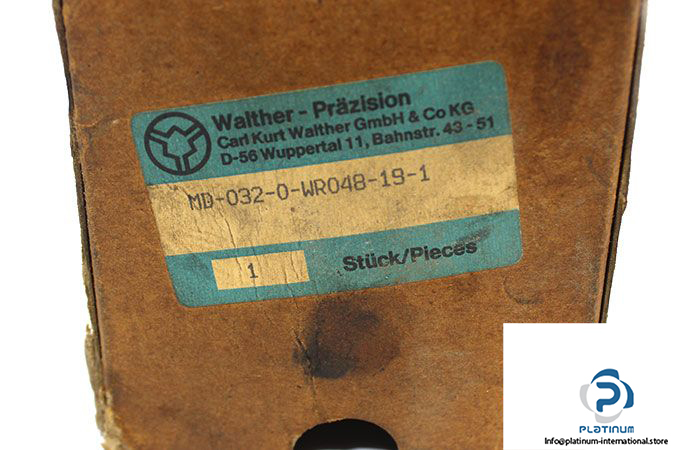 Walther - Präzision
Carl Kurt Walther GmbH & Co KG
D-56 Wuppertal 11, Bahnstr. 43 - 51
MD-032-0-WR048-19-1
1 Stück/Pieces
PLATINUM
Info@platinum-international.store